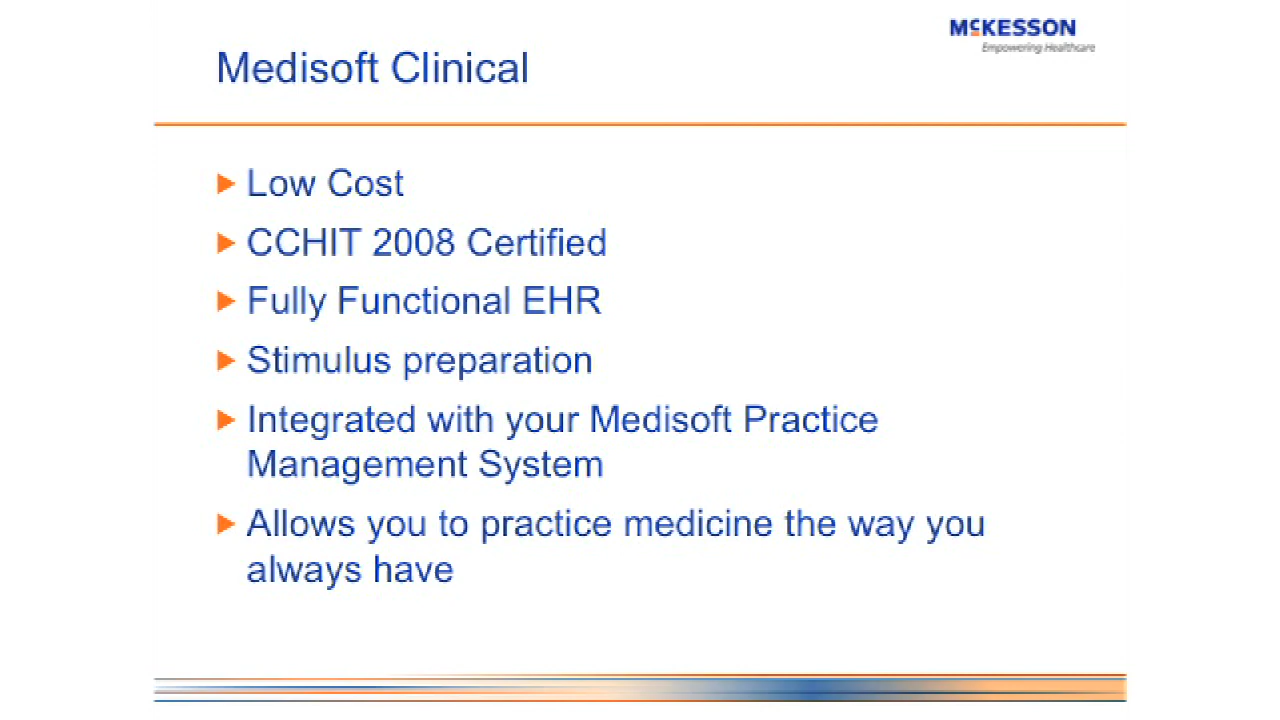 McKESSON
Empowering Healthcare
Medisoft Clinical
Low Cost
CCHIT 2008 Certified
Fully Functional EHR
Stimulus preparation
Integrated with your Medisoft Practice
Management System
Allows you to practice medicine the way you
always have